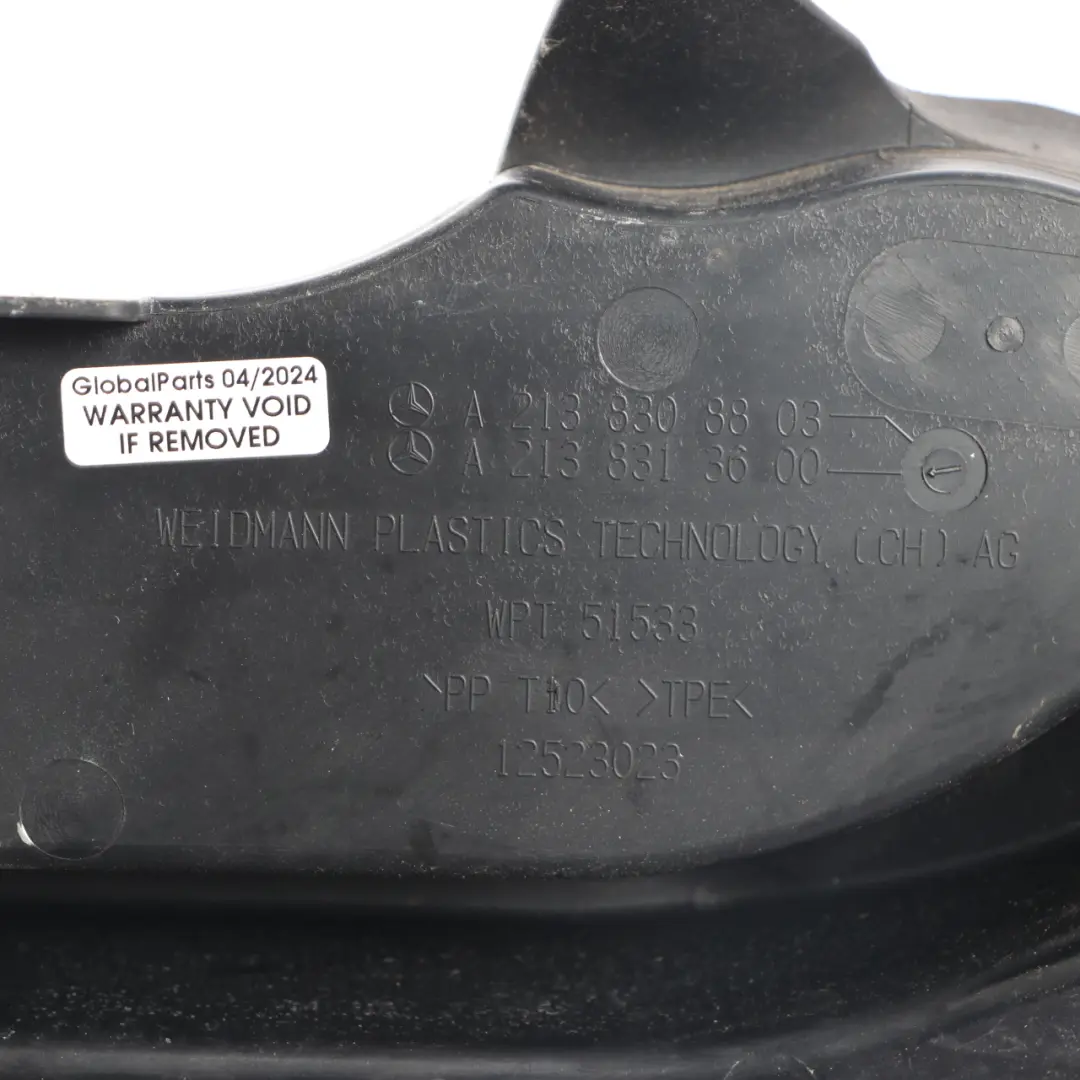 GlobalParts 04/2024
WARRANTY VOID
IF REMOVED
A 213 830 88 03
A 213 831 36 00
WEIDMANN PLASTICS TECHNOLOGY (CH) AG
WPT 51533
>PP T10< >TPE<
12523023